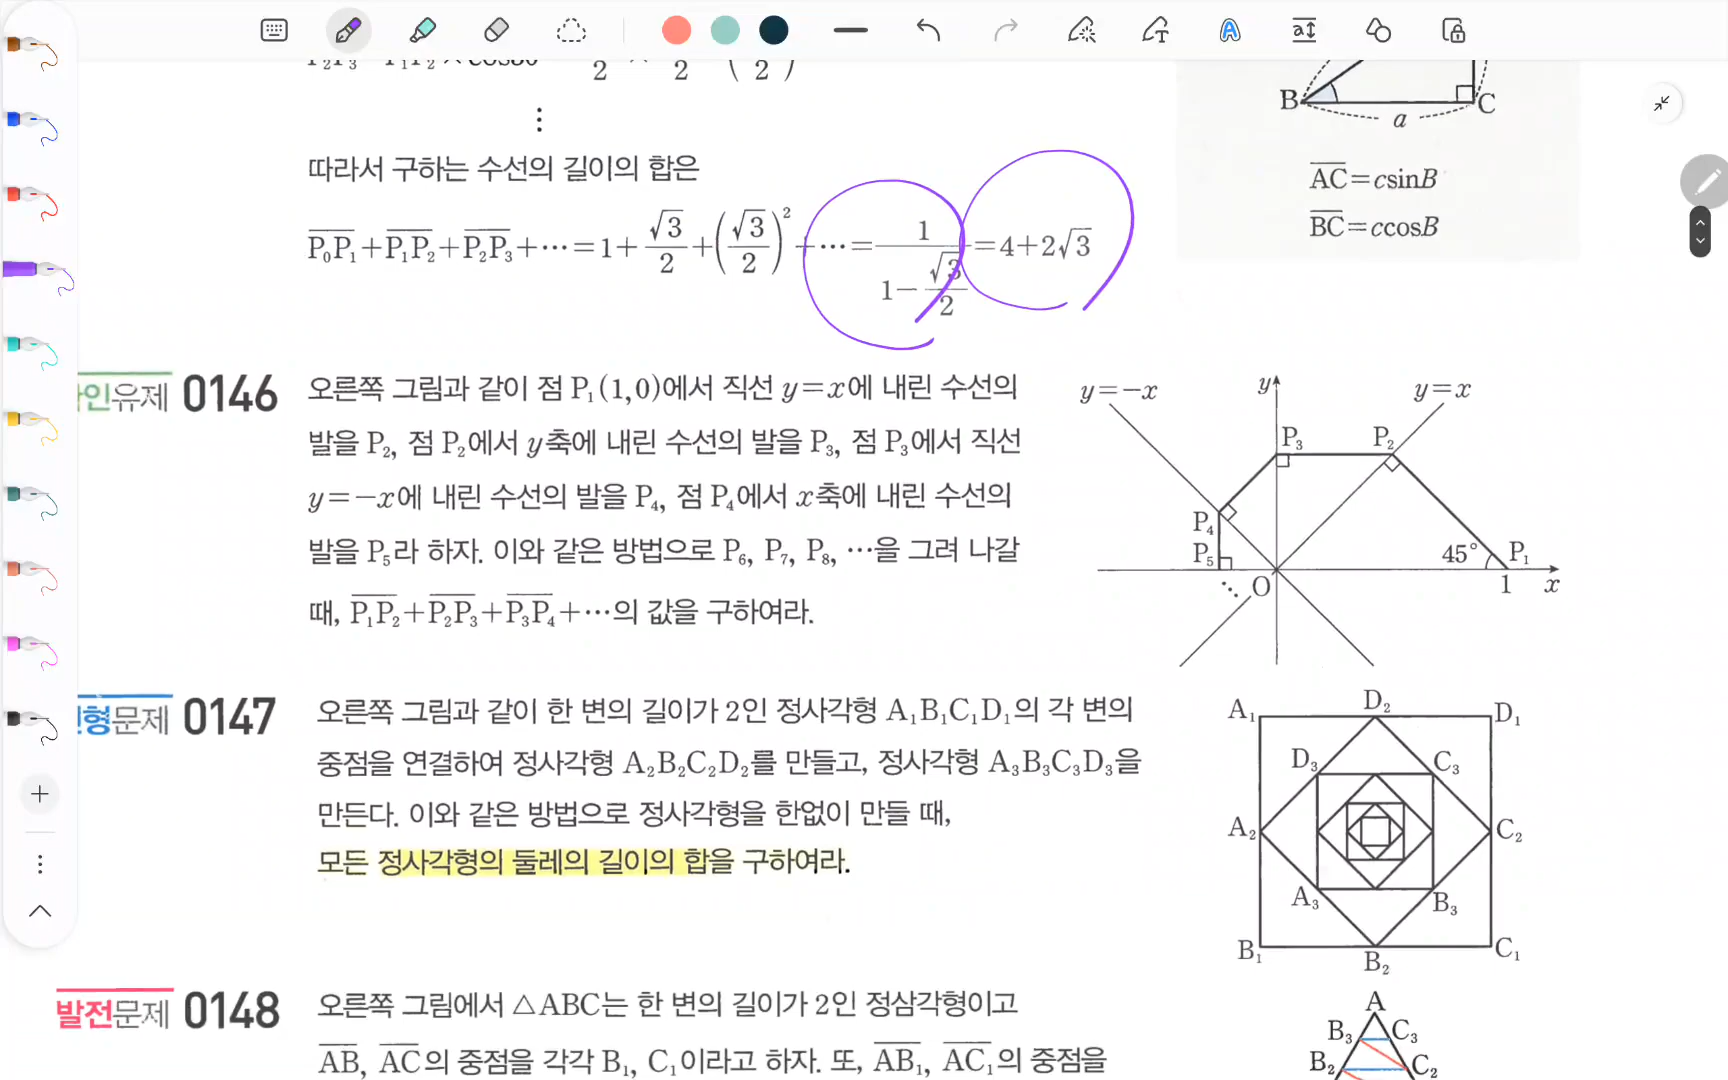 따라서 구하는 수선의 길이의 합은
P₀P₁+P₁P₂+P₂P₃+⋯=1+√3/2+(√3/2)²+⋯=1/(1-√3/2)=4+2√3
B
C
a
AC=csinB
BC=ccosB
유제 0146
오른쪽 그림과 같이 점 P₁(1,0)에서 직선 y=x에 내린 수선의
발을 P₂, 점 P₂에서 y축에 내린 수선의 발을 P₃, 점 P₃에서 직선
y=-x에 내린 수선의 발을 P₄, 점 P₄에서 x축에 내린 수선의
발을 P₅라 하자. 이와 같은 방법으로 P₆, P₇, P₈, ⋯을 그려 나갈
때, P₁P₂+P₂P₃+P₃P₄+⋯의 값을 구하여라.
y=-x
y
y=x
P₃
P₂
P₄
P₅
45°
P₁
O
1
x
문제 0147
오른쪽 그림과 같이 한 변의 길이가 2인 정사각형 A₁B₁C₁D₁의 각 변의
중점을 연결하여 정사각형 A₂B₂C₂D₂를 만들고, 정사각형 A₃B₃C₃D₃을
만든다. 이와 같은 방법으로 정사각형을 한없이 만들 때,
모든 정사각형의 둘레의 길이의 합을 구하여라.
A₁
D₂
D₁
D₃
C₃
A₂
C₂
A₃
B₃
B₁
B₂
C₁
발전문제 0148
오른쪽 그림에서 △ABC는 한 변의 길이가 2인 정삼각형이고
AB, AC의 중점을 각각 B₁, C₁이라고 하자. 또, AB₁, AC₁의 중점을
A
B₃
C₃
B₂
C₂